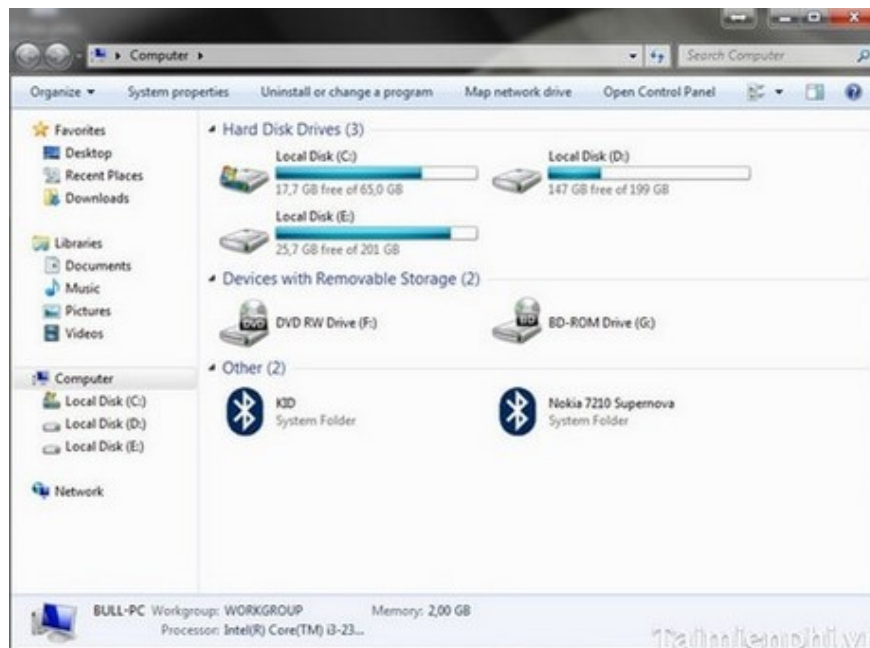 Computer
Search Computer
Organize
System properties
Uninstall or change a program
Map network drive
Open Control Panel
Favorites
Desktop
Recent Places
Downloads
Libraries
Documents
Music
Pictures
Videos
Computer
Local Disk (C:)
Local Disk (D:)
Local Disk (E:)
Network
Hard Disk Drives (3)
Local Disk (C:)
17,7 GB free of 65,0 GB
Local Disk (D:)
147 GB free of 199 GB
Local Disk (E:)
25,7 GB free of 201 GB
Devices with Removable Storage (2)
DVD RW Drive (F:)
BD-ROM Drive (G:)
Other (2)
KID
System Folder
Nokia 7210 Supernova
System Folder
BULL-PC Workgroup: WORKGROUP Memory: 2,00 GB
Processor: Intel(R) Core(TM) i3-23...